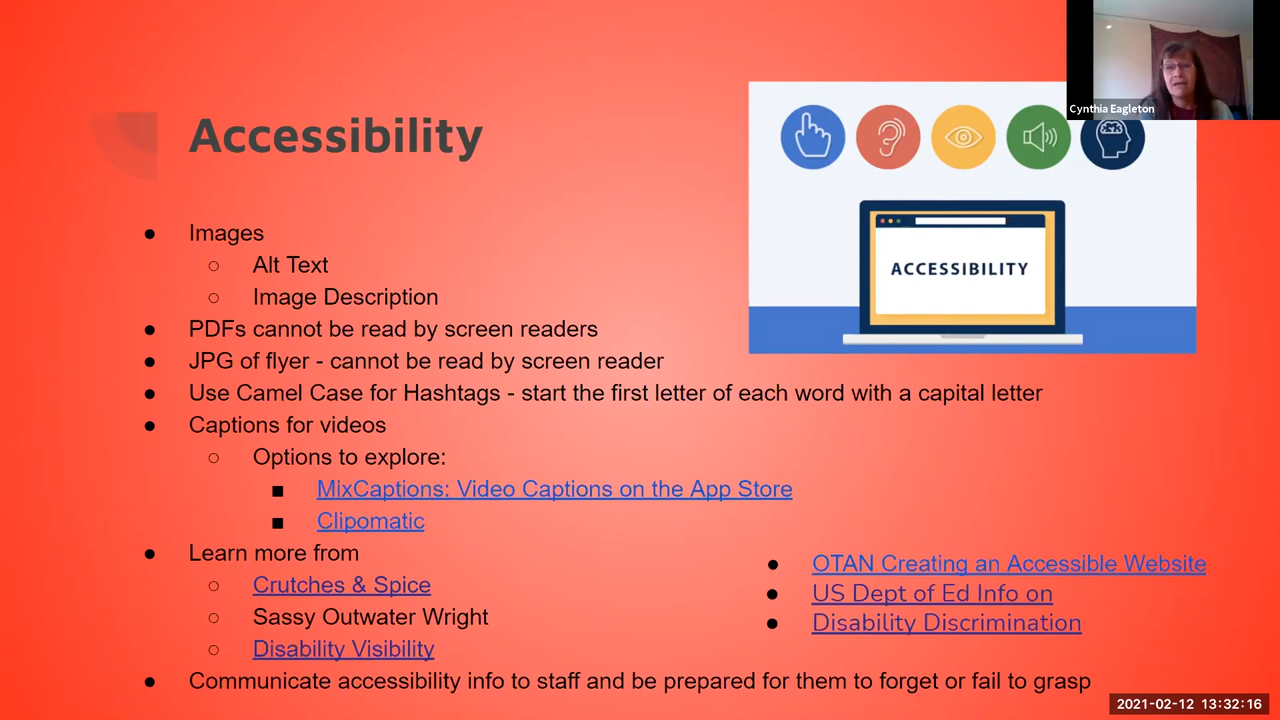 Cynthia Eagleton
Accessibility
ACCESSIBILITY
● Images
○ Alt Text
○ Image Description
● PDFs cannot be read by screen readers
● JPG of flyer - cannot be read by screen reader
● Use Camel Case for Hashtags - start the first letter of each word with a capital letter
● Captions for videos
○ Options to explore:
■ MixCaptions: Video Captions on the App Store
■ Clipomatic
● Learn more from
○ Crutches & Spice
○ Sassy Outwater Wright
○ Disability Visibility
● Communicate accessibility info to staff and be prepared for them to forget or fail to grasp
● OTAN Creating an Accessible Website
● US Dept of Ed Info on
● Disability Discrimination
2021-02-12 13:32:16